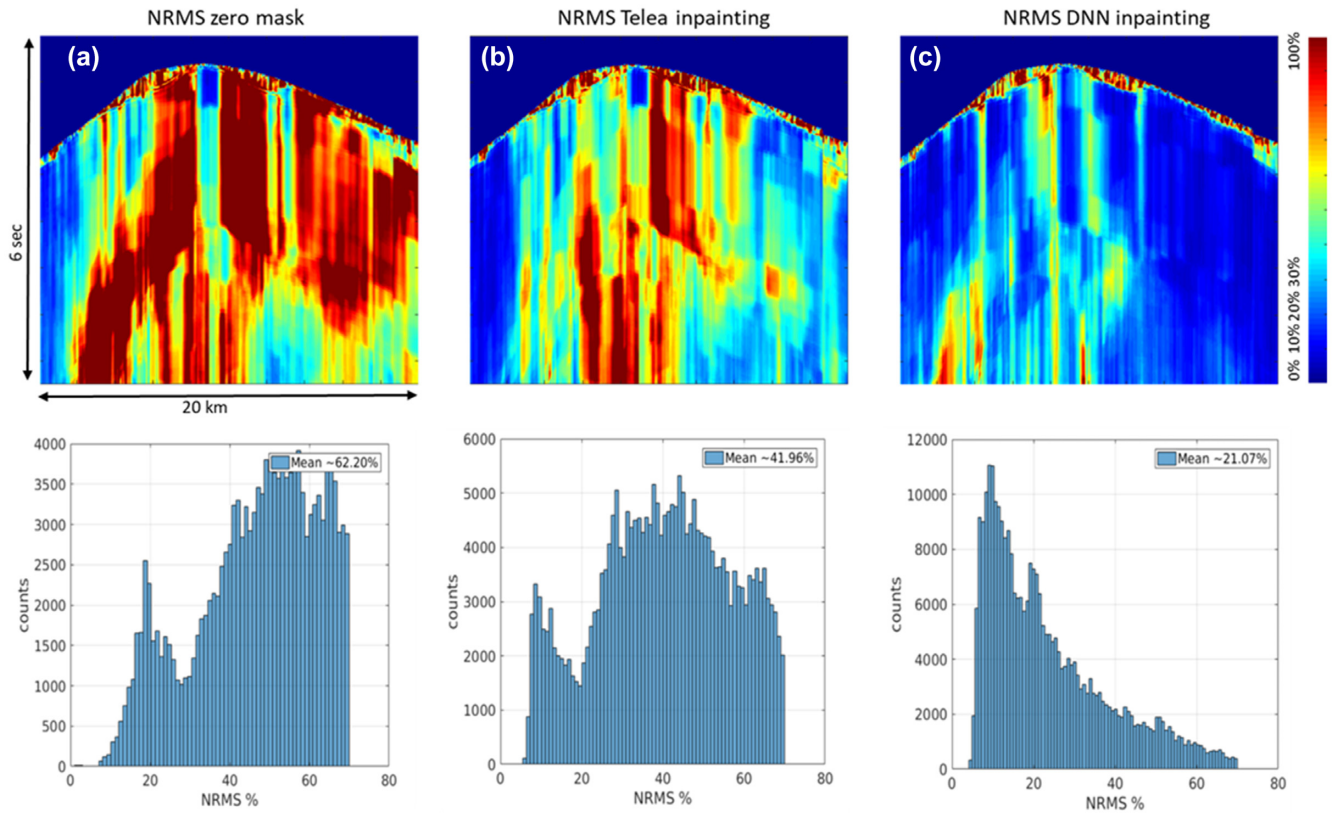 NRMS zero mask
NRMS Telea inpainting
NRMS DNN inpainting
(a)
(b)
(c)
100%
30%
20%
10%
0%
6 sec
20 km
4000
3500
3000
2500
2000
1500
1000
500
0
counts
Mean ~62.20%
0
20
40
60
80
NRMS %
6000
5000
4000
3000
2000
1000
0
counts
Mean ~41.96%
0
20
40
60
80
NRMS %
12000
10000
8000
6000
4000
2000
0
counts
Mean ~21.07%
0
20
40
60
80
NRMS %